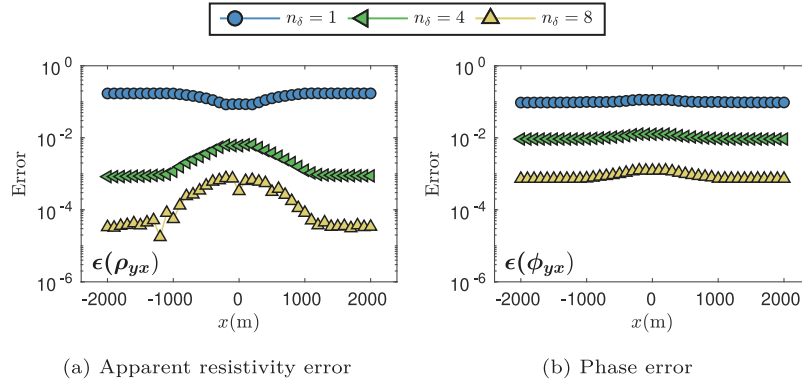 n_δ = 1 n_δ = 4 n_δ = 8
10^0
10^-2
10^-4
10^-6
Error
ϵ(ρ_yx)
-2000 -1000 0 1000 2000
x(m)
(a) Apparent resistivity error
10^0
10^-2
10^-4
10^-6
Error
ϵ(ϕ_yx)
-2000 -1000 0 1000 2000
x(m)
(b) Phase error